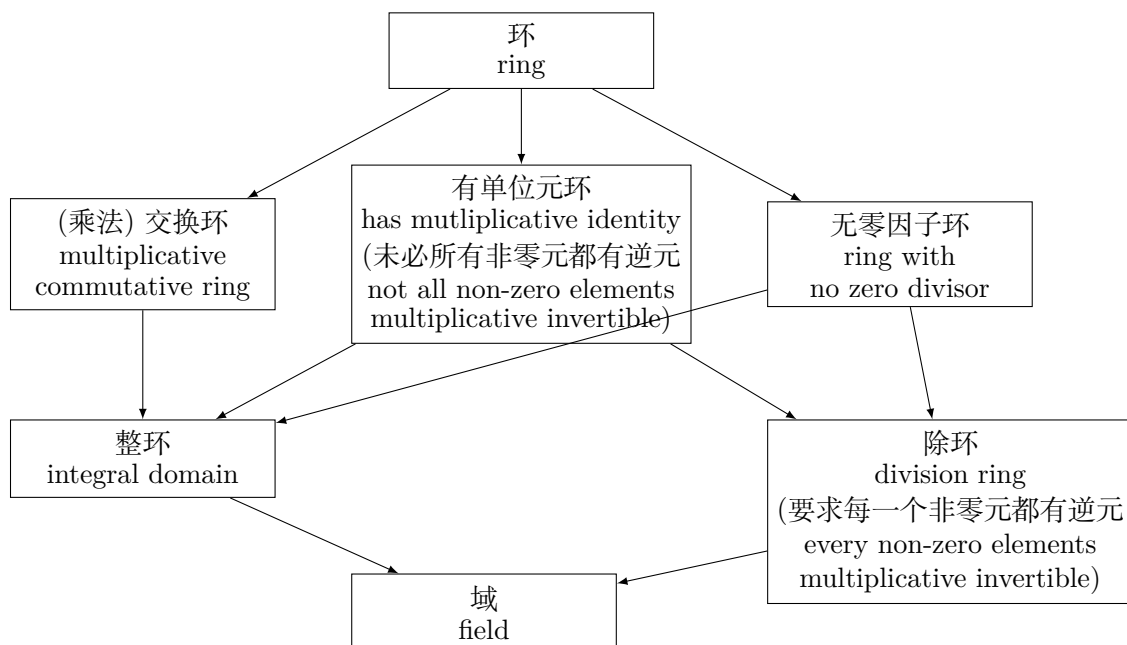 环
ring
(乘法) 交换环
multiplicative
commutative ring
有单位元环
has mutliplicative identity
(未必所有非零元都有逆元
not all non-zero elements
multiplicative invertible)
无零因子环
ring with
no zero divisor
整环
integral domain
除环
division ring
(要求每一个非零元都有逆元
every non-zero elements
multiplicative invertible)
域
field